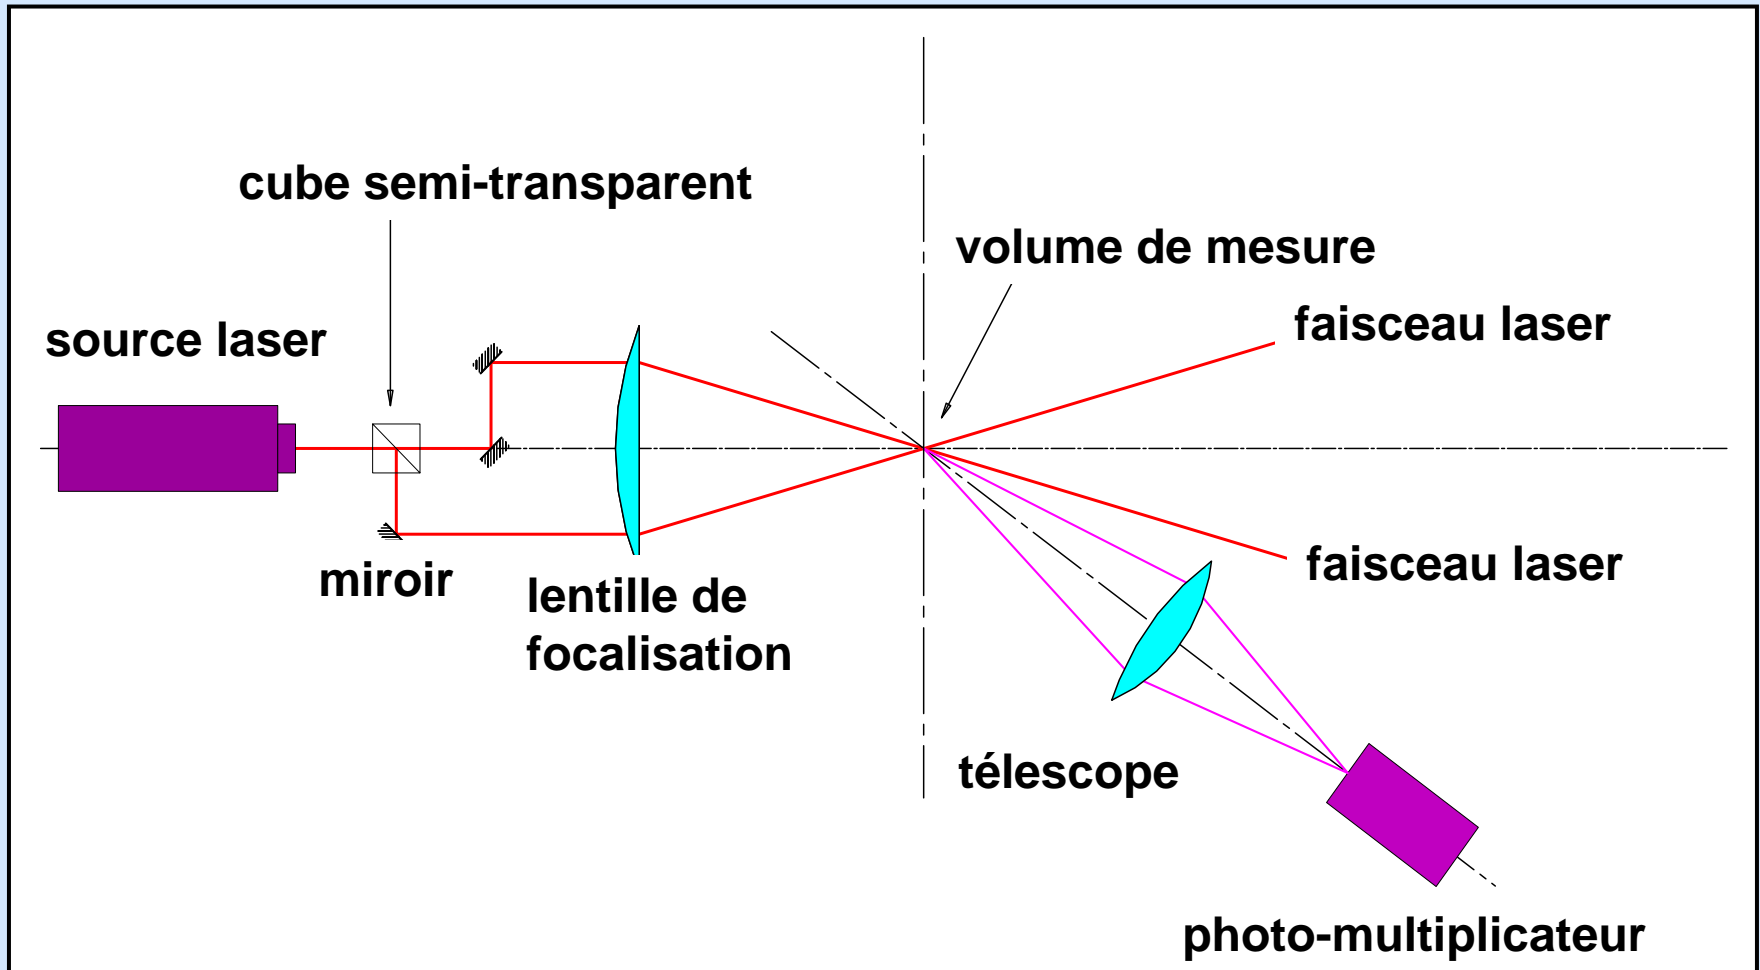 cube semi-transparent
volume de mesure
source laser
faisceau laser
miroir
lentille de
focalisation
faisceau laser
télescope
photo-multiplicateur